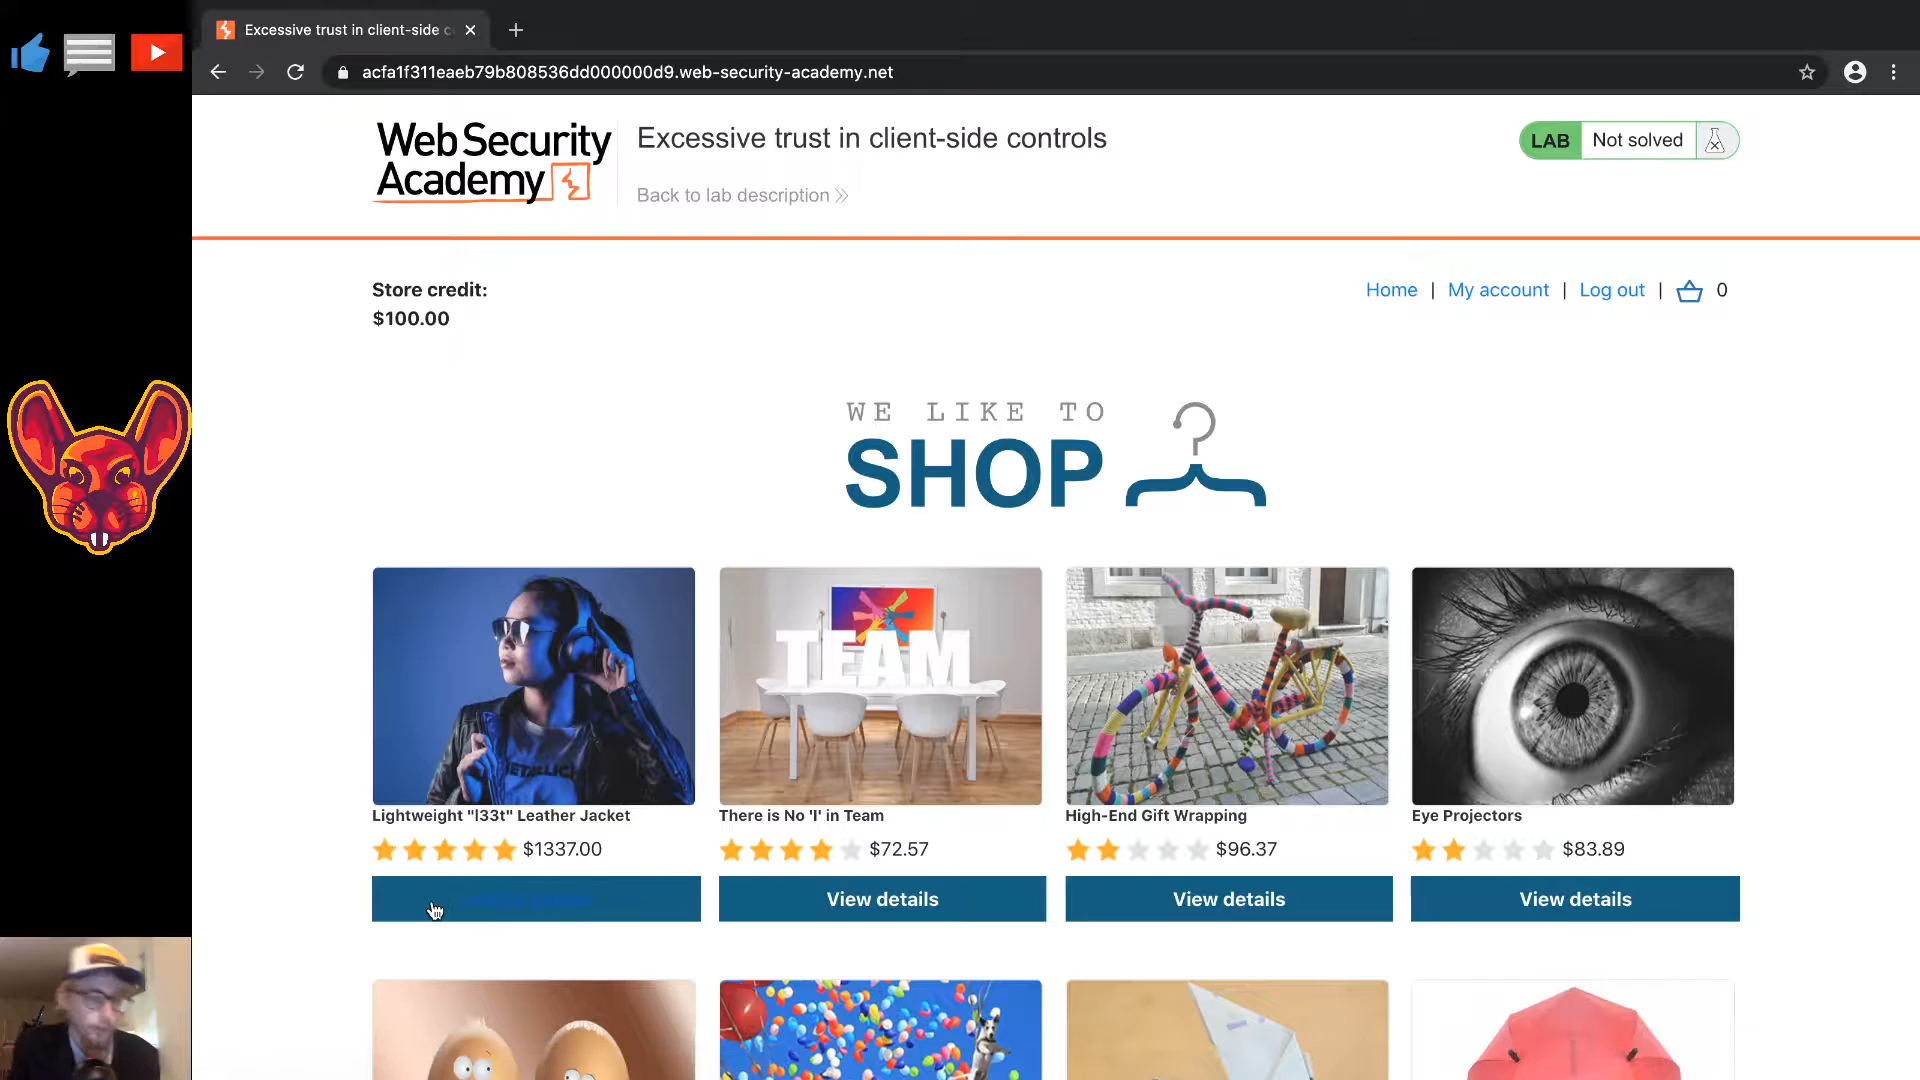 Excessive trust in client-side c
acfa1f311eaeb79b808536dd000000d9.web-security-academy.net
Web Security
Academy
Excessive trust in client-side controls
Back to lab description
LAB Not solved
Store credit:
$100.00
Home | My account | Log out | 0
WE LIKE TO
SHOP
TEAM
Lightweight "l33t" Leather Jacket
$1337.00
There is No 'I' in Team
$72.57
View details
High-End Gift Wrapping
$96.37
View details
Eye Projectors
$83.89
View details